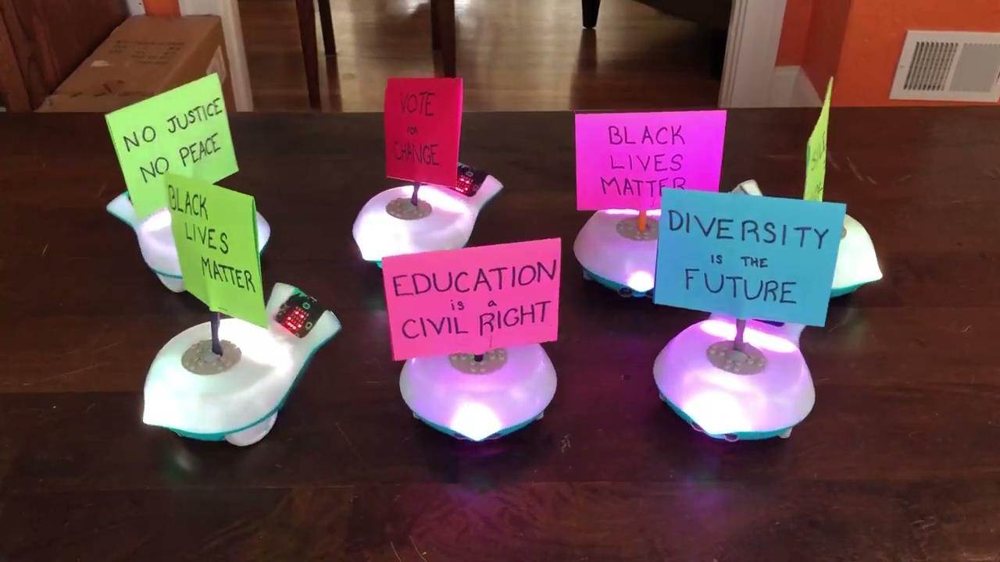 NO JUSTICE
NO PEACE
VOTE
FOR
CHANGE
BLACK
LIVES
MATTER
BLACK
LIVES
MATTER
EDUCATION
is a
CIVIL RIGHT
DIVERSITY
IS THE
FUTURE